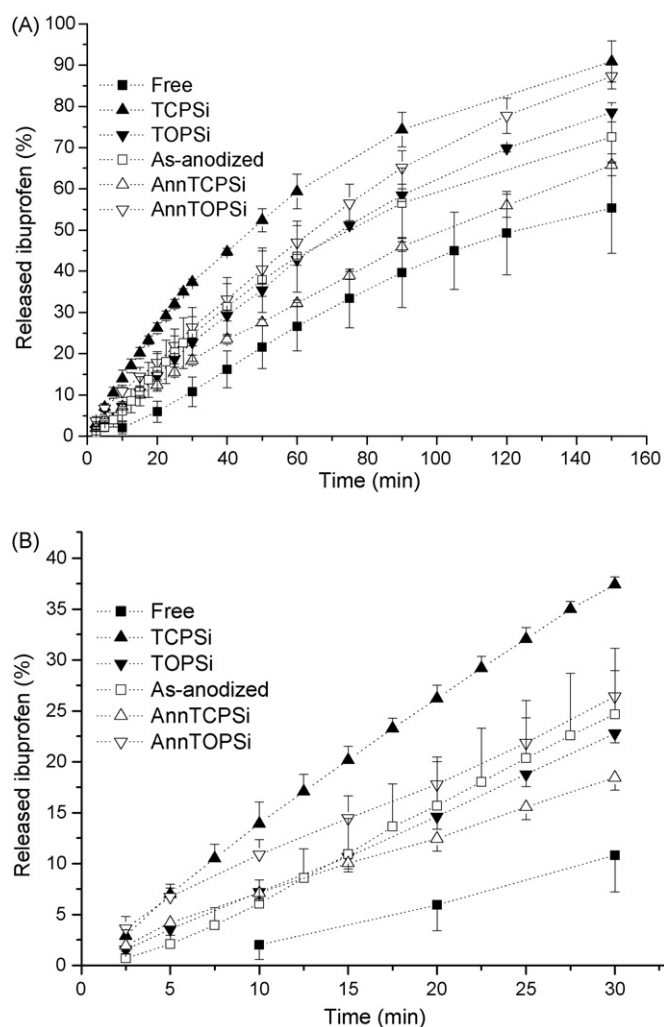 (A)
100
90
80
70
60
50
40
30
20
10
0
Released ibuprofen (%)
Free
TCPSi
TOPSi
As-anodized
AnnTCPSi
AnnTOPSi
0 20 40 60 80 100 120 140 160
Time (min)
(B)
40
35
30
25
20
15
10
5
0
Released ibuprofen (%)
Free
TCPSi
TOPSi
As-anodized
AnnTCPSi
AnnTOPSi
0 5 10 15 20 25 30
Time (min)